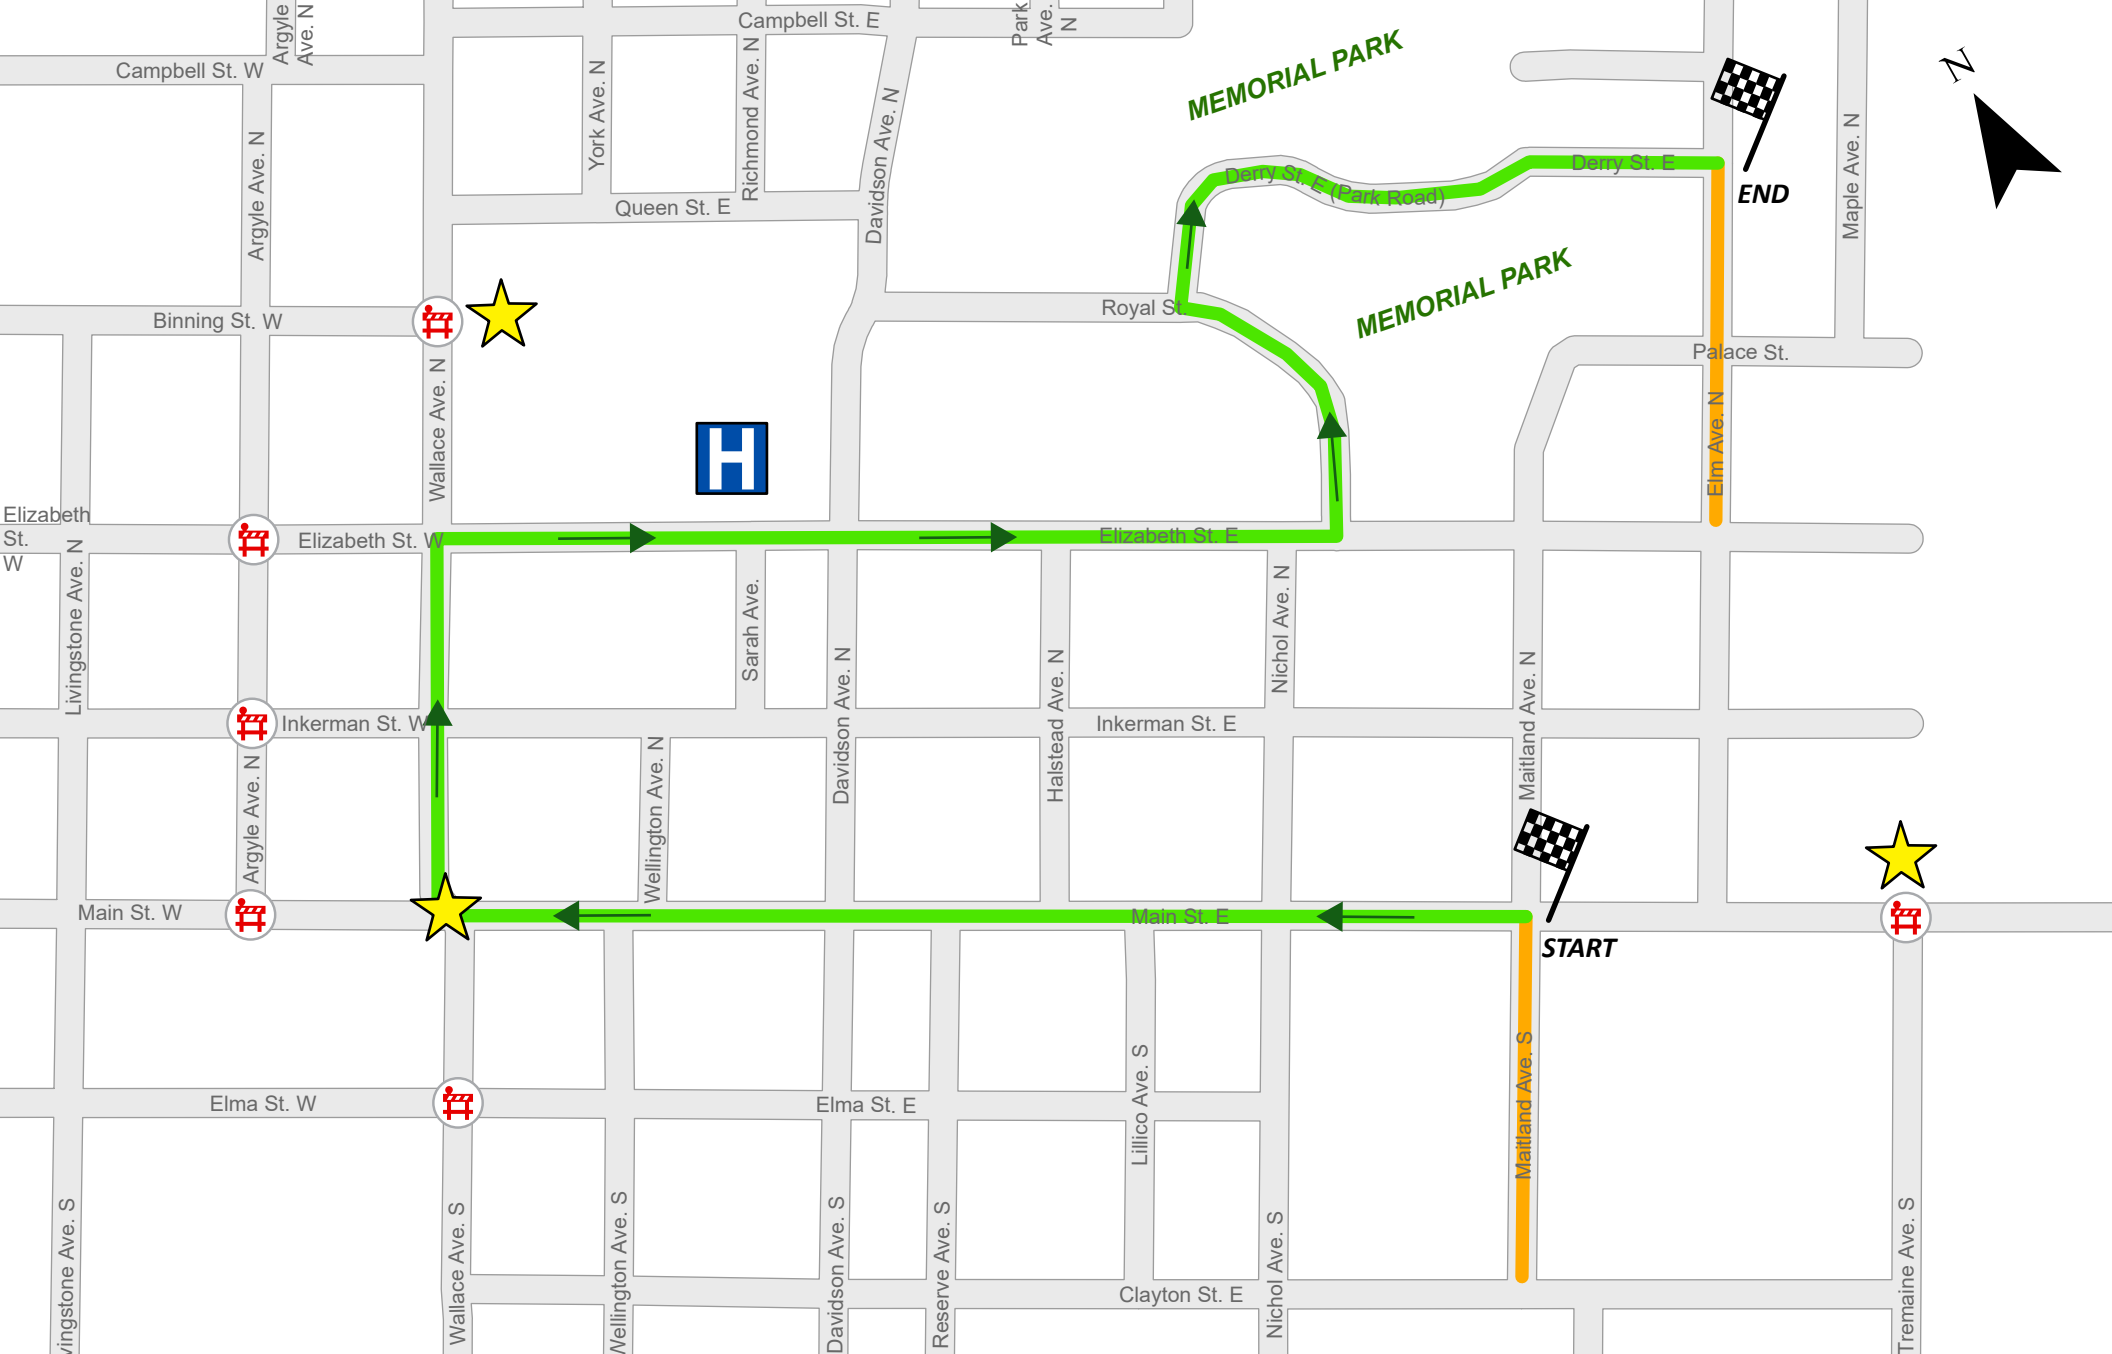 Argyle
Ave. N
Campbell St. E
Park
Ave.
N
Campbell St. W
MEMORIAL PARK
N
York Ave. N
Richmond Ave. N
Davidson Ave. N
Argyle Ave. N
Maple Ave. N
Derry St. E (Park Road)
Derry St. E
END
Queen St. E
MEMORIAL PARK
Binning St. W
Royal St.
Palace St.
Wallace Ave. N
Elm Ave. N
H
Elizabeth
St.
W
Elizabeth St. W
Elizabeth St. E
Livingstone Ave. N
Sarah Ave.
Davidson Ave. N
Halstead Ave. N
Nichol Ave. N
Maitland Ave. N
Inkerman St. W
Inkerman St. E
Argyle Ave. N
Wellington Ave. N
Main St. W
Main St. E
START
Elma St. W
Elma St. E
Lillico Ave. S
Maitland Ave. S
vingstone Ave. S
Wallace Ave. S
Wellington Ave. S
Davidson Ave. S
Reserve Ave. S
Clayton St. E
Nichol Ave. S
Tremaine Ave. S